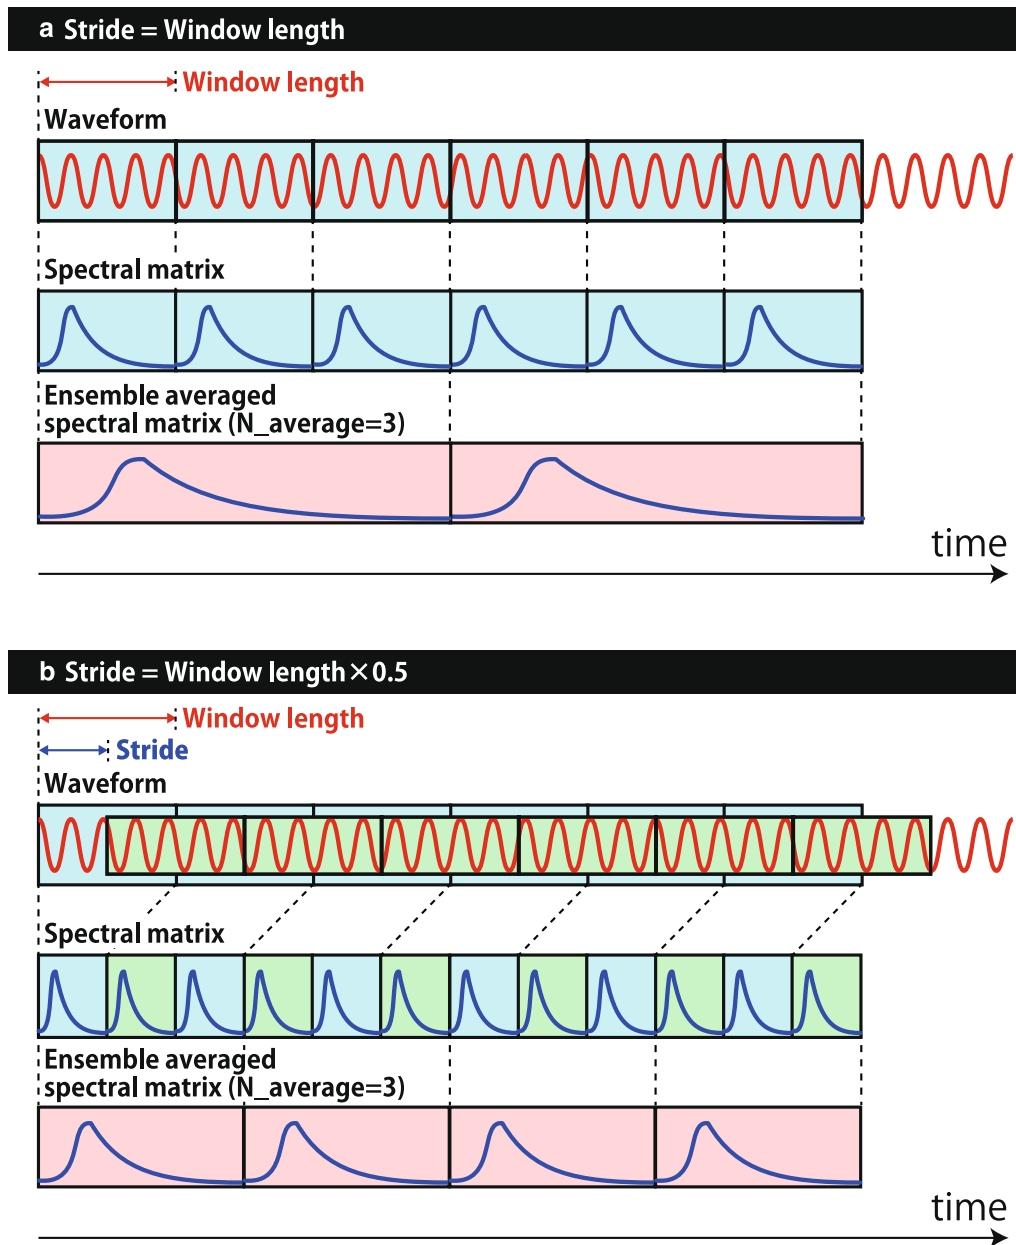 a Stride = Window length
Window length
Waveform
Spectral matrix
Ensemble averaged
spectral matrix (N_average=3)
time
b Stride = Window length×0.5
Window length
Stride
Waveform
Spectral matrix
Ensemble averaged
spectral matrix (N_average=3)
time